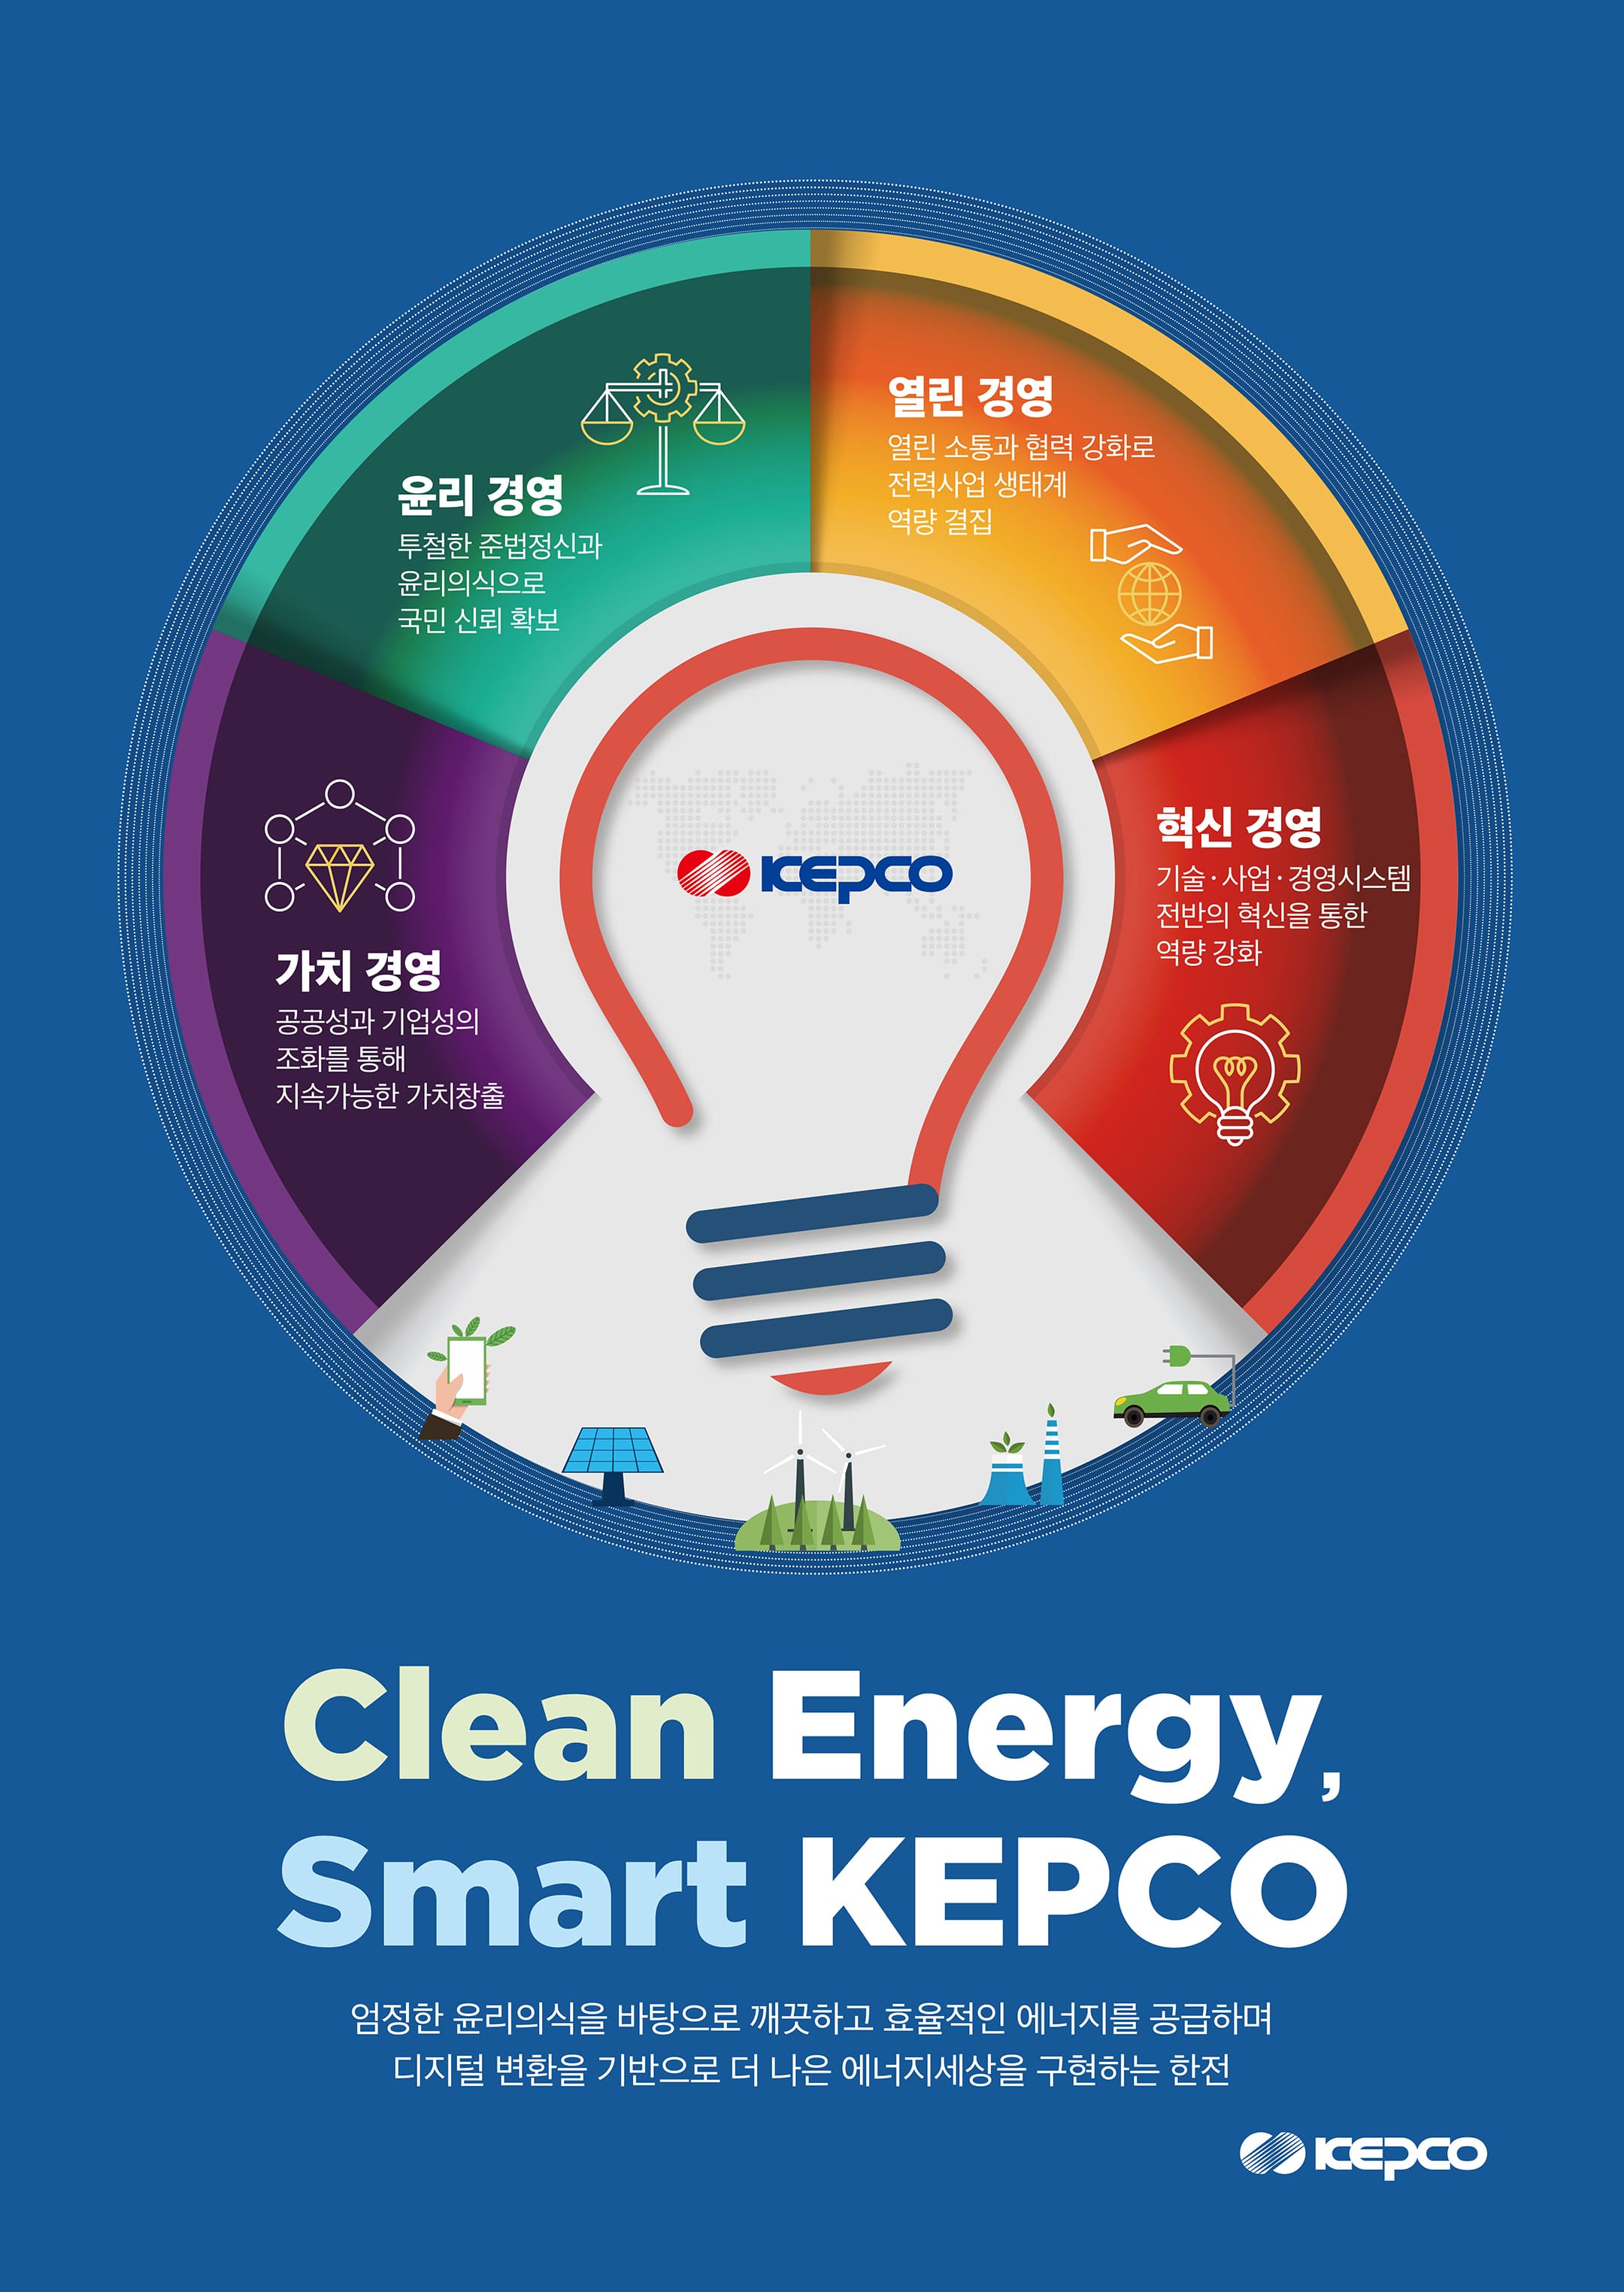 윤리 경영
투철한 준법정신과
윤리의식으로
국민 신뢰 확보
열린 경영
열린 소통과 협력 강화로
전력사업 생태계
역량 결집
가치 경영
공공성과 기업성의
조화를 통해
지속가능한 가치창출
KEPCO
혁신 경영
기술·사업·경영시스템
전반의 혁신을 통한
역량 강화
Clean Energy,
Smart KEPCO
엄정한 윤리의식을 바탕으로 깨끗하고 효율적인 에너지를 공급하며
디지털 변환을 기반으로 더 나은 에너지세상을 구현하는 한전
KEPCO